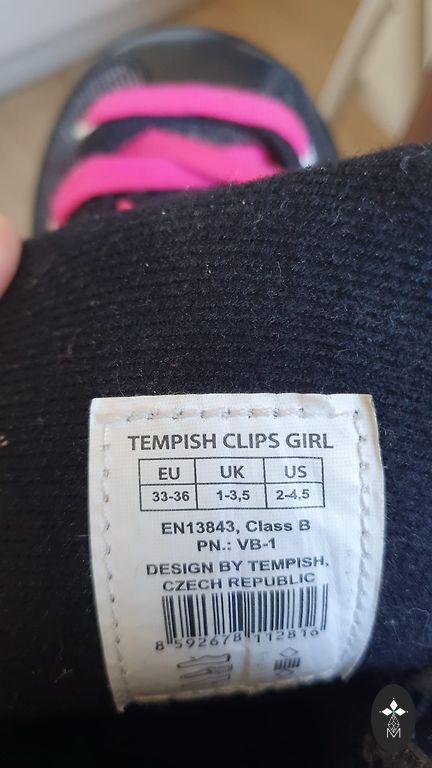 TEMPISH CLIPS GIRL
EU UK US
33-36 1-3,5 2-4,5
EN13843, Class B
PN.: VB-1
DESIGN BY TEMPISH,
CZECH REPUBLIC
8 592678 112816
M